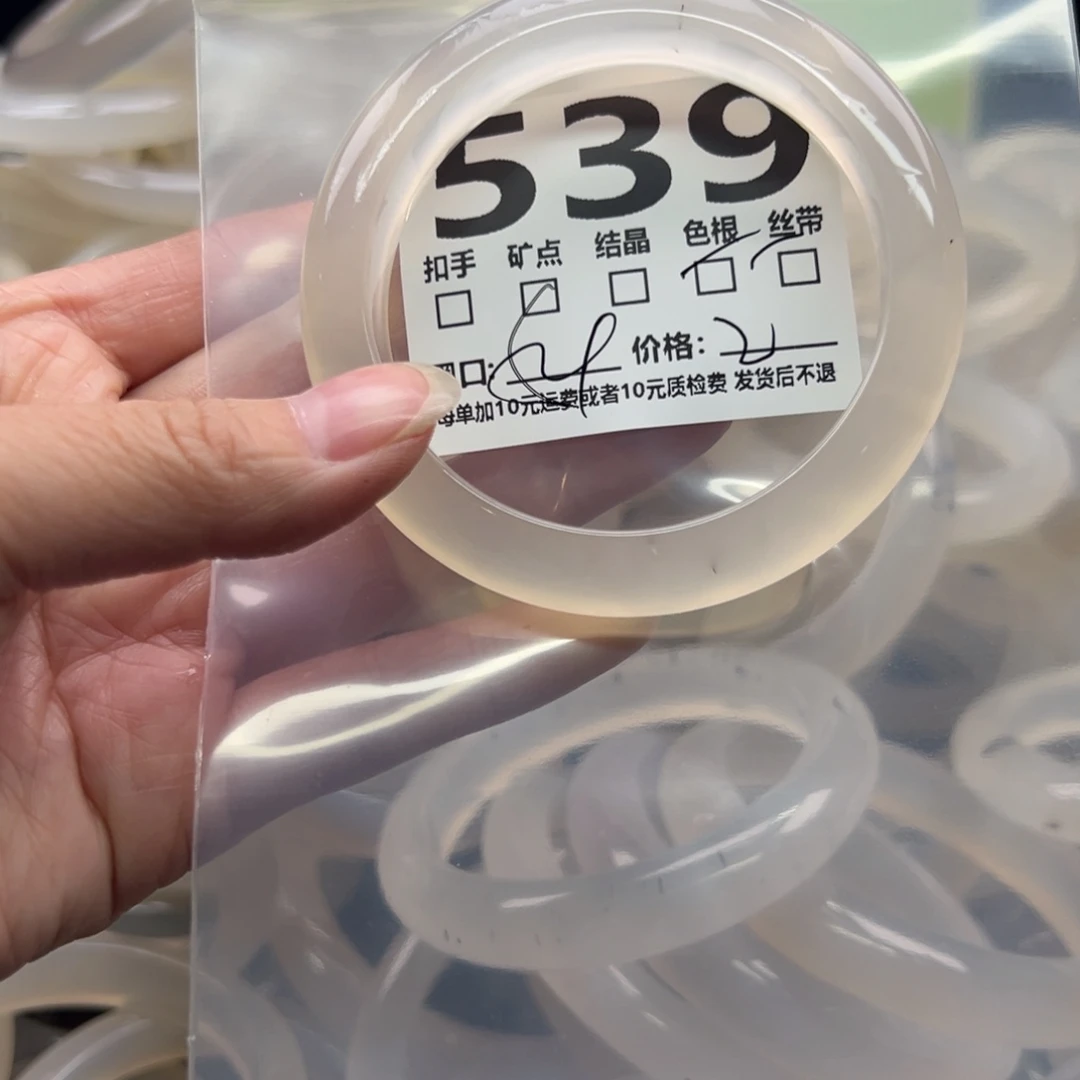 539
扣手 矿点 结晶 色根 丝带
口: 价格:
每单加10元运费或者10元质检费 发货后不退